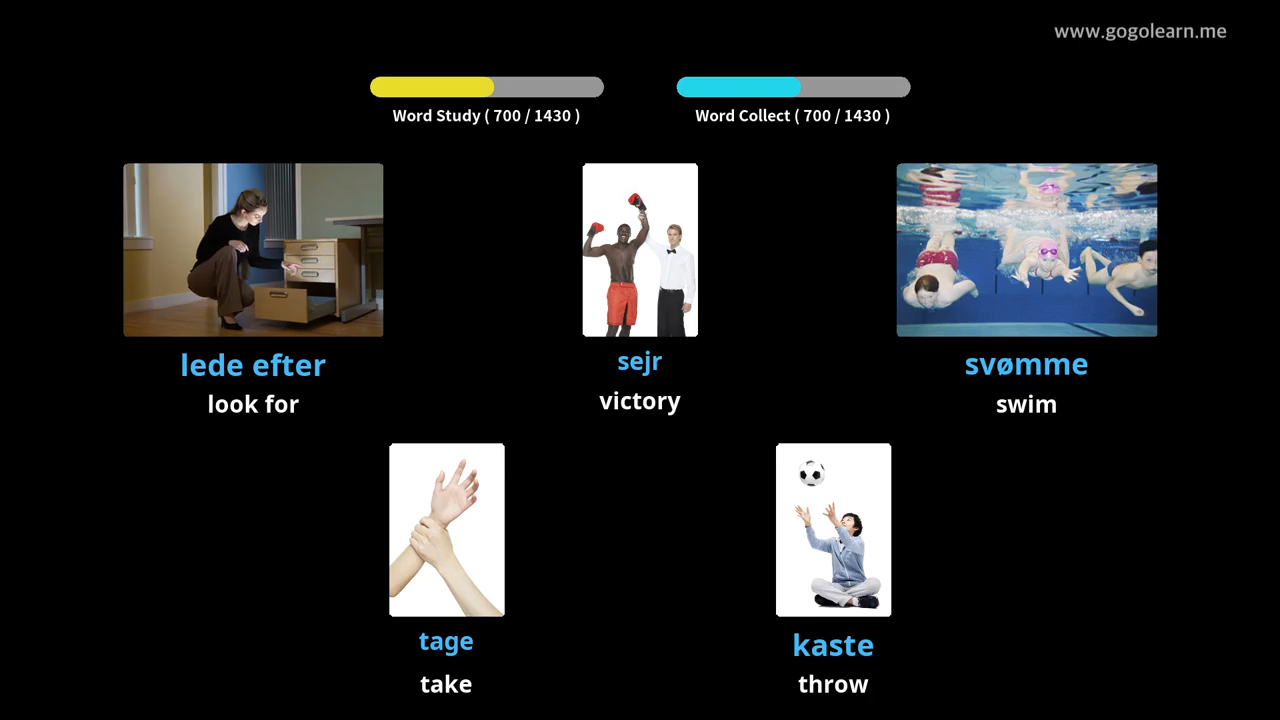 www.gogolearn.me
Word Study ( 700 / 1430 )
Word Collect ( 700 / 1430 )
lede efter
look for
sejr
victory
svømme
swim
tage
take
kaste
throw